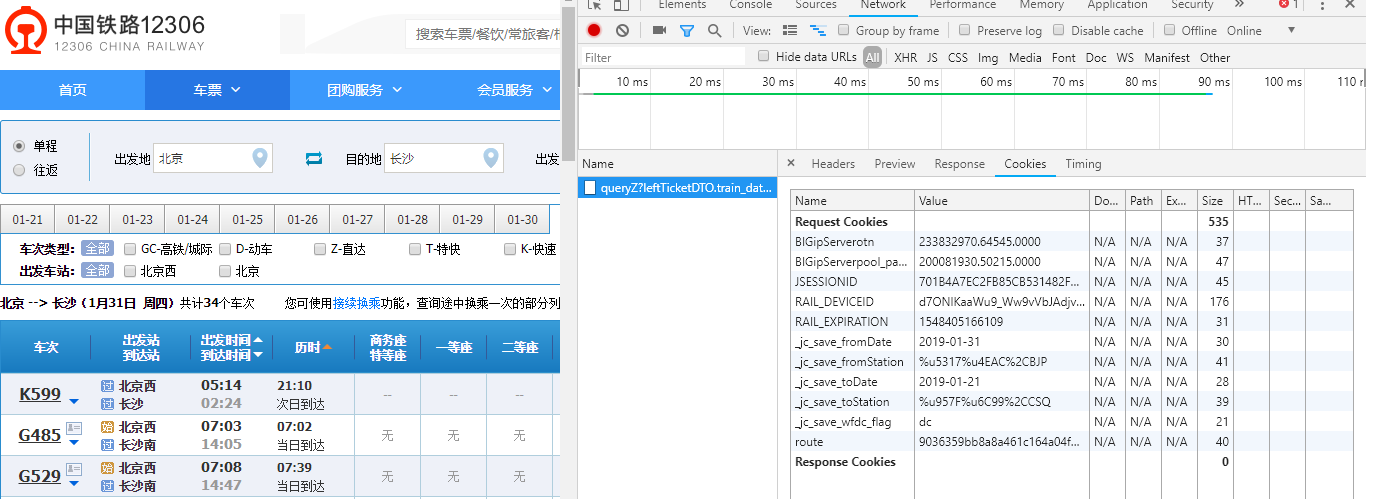 中国铁路12306
12306 CHINA RAILWAY
搜索车票/餐饮/常旅客/
首页 车票 团购服务 会员服务
单程
往返
出发地 北京 目的地 长沙 出发
01-21 01-22 01-23 01-24 01-25 01-26 01-27 01-28 01-29 01-30
车次类型： 全部 GC-高铁/城际 D-动车 Z-直达 T-特快 K-快速
出发车站： 全部 北京西 北京
北京 --> 长沙（1月31日 周四）共计34个车次 您可使用接续换乘功能，查询途中换乘一次的部分列
车次 出发站 到达站 出发时间 到达时间 历时 商务座 特等座 一等座 二等座
K599 过 北京西 05:14 21:10 -- -- --
过 长沙 02:24 次日到达
G485 始 北京西 07:03 07:02 无 无 无
过 长沙南 14:05 当日到达
G529 始 北京西 07:08 07:39 无 无 无
过 长沙南 14:47 当日到达
Elements Console Sources Network Performance Memory Application Security » 1
View: Group by frame Preserve log Disable cache Offline Online
Filter Hide data URLs All XHR JS CSS Img Media Font Doc WS Manifest Other
10 ms 20 ms 30 ms 40 ms 50 ms 60 ms 70 ms 80 ms 90 ms 100 ms 110
Name × Headers Preview Response Cookies Timing
queryZ?leftTicketDTO.train_dat...
Name Value Do... Path Ex... Size HT... Sec... Sa...
Request Cookies 535
BIGipServerotn 233832970.64545.0000 N/A N/A N/A 37
BIGipServerpool_pa... 200081930.50215.0000 N/A N/A N/A 47
JSESSIONID 701B4A7EC2FB85CB531482F... N/A N/A N/A 45
RAIL_DEVICEID d7ONIKaaWu9_Ww9vVbJAdjv... N/A N/A N/A 176
RAIL_EXPIRATION 1548405166109 N/A N/A N/A 31
_jc_save_fromDate 2019-01-31 N/A N/A N/A 30
_jc_save_fromStation %u5317%u4EAC%2CBJP N/A N/A N/A 41
_jc_save_toDate 2019-01-21 N/A N/A N/A 28
_jc_save_toStation %u957F%u6C99%2CCSQ N/A N/A N/A 39
_jc_save_wfdc_flag dc N/A N/A N/A 21
route 9036359bb8a8a461c164a04f... N/A N/A N/A 40
Response Cookies 0